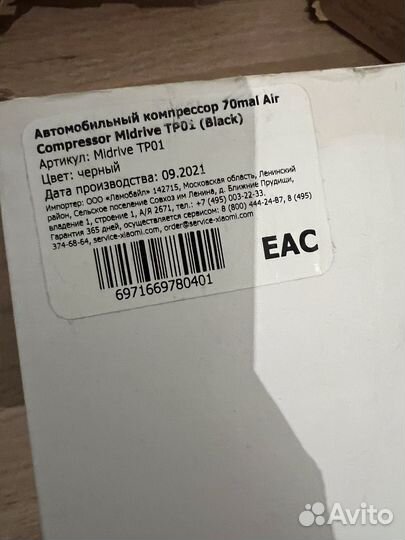 Автомобильный компрессор 70mai Air
Compressor Midrive TP01 (Black)
Артикул: Midrive TP01
Цвет: черный
Дата производства: 09.2021
Импортер: ООО «Ламобайл» 142715, Московская область, Ленинский
район, Сельское поселение Совхоз им Ленина, д. Ближние Прудищи,
владение 1, строение 1, А/Я 2671, тел.: +7 (495) 003-22-33.
Гарантия 365 дней, осуществляется сервисом: 8 (800) 444-24-87, 8 (495)
374-68-64, service-xiaomi.com, order@service-xiaomi.com
EAC
6971669780401
Avito